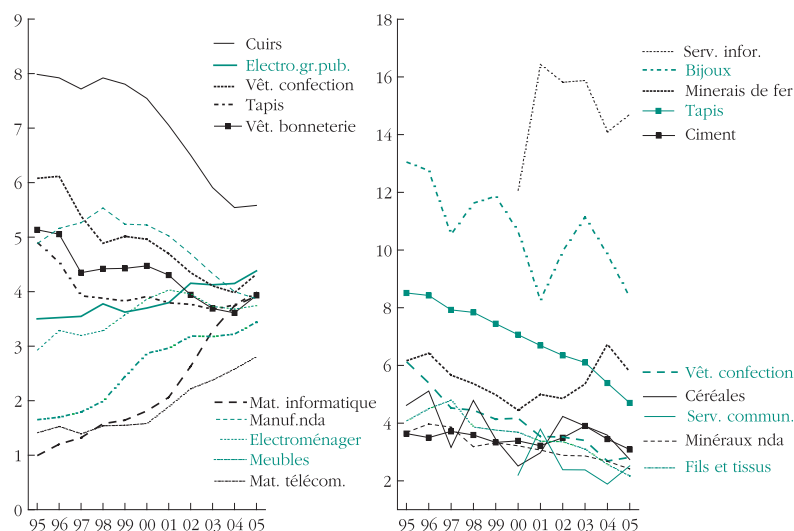 9
8
7
6
5
4
3
2
1
0
Cuirs
Electro.gr.pub.
Vêt. confection
Tapis
Vêt. bonneterie
Mat. informatique
Manuf.nda
Electroménager
Meubles
Mat. télécom.
95 96 97 98 99 00 01 02 03 04 05
18
16
14
12
10
8
6
4
2
Serv. infor.
Bijoux
Minerais de fer
Tapis
Ciment
Vêt. confection
Céréales
Serv. commun.
Minéraux nda
Fils et tissus
95 96 97 98 99 00 01 02 03 04 05